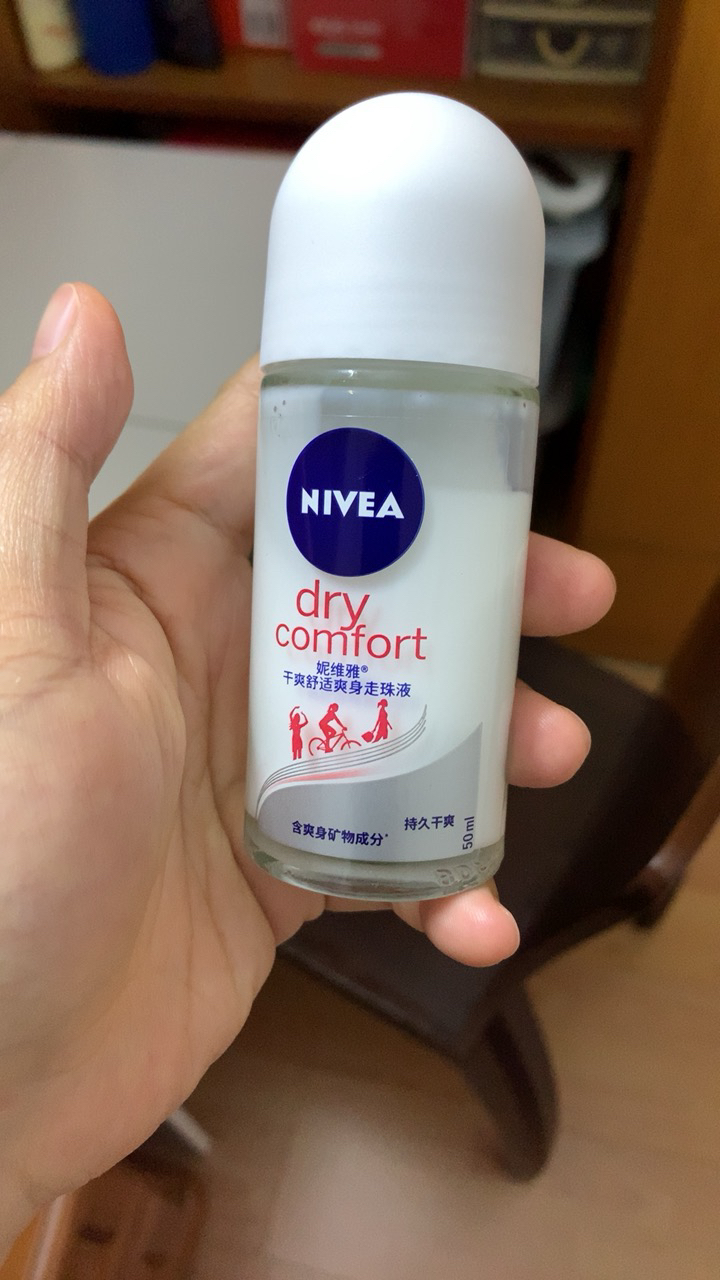 NIVEA
dry
comfort
妮维雅®
干爽舒适爽身走珠液
含爽身矿物成分*
持久干爽
50ml